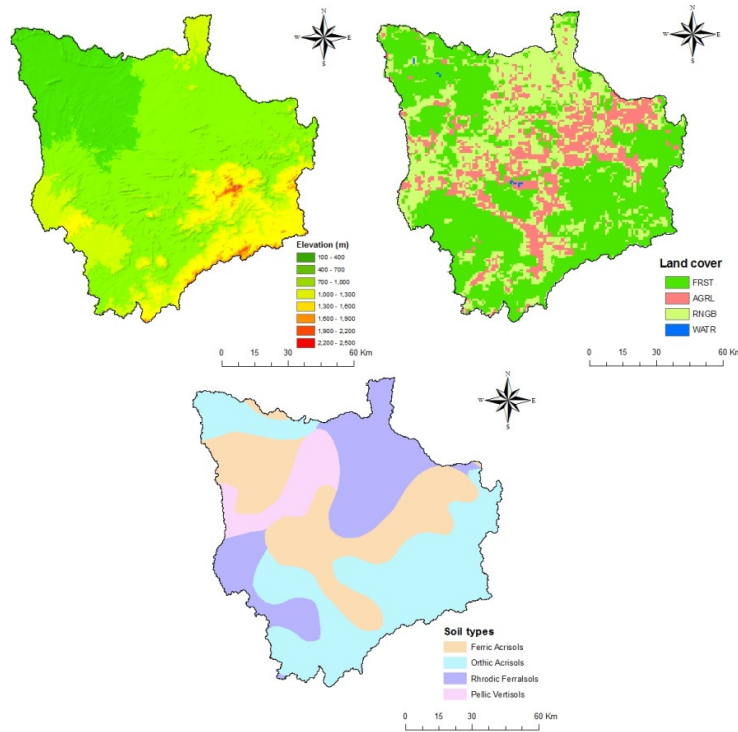 N
W E
S
Elevation (m)
100 - 400
400 - 700
700 - 1,000
1,000 - 1,300
1,300 - 1,600
1,600 - 1,900
1,900 - 2,200
2,200 - 2,500
0 15 30 60 Km
N
W E
S
Land cover
FRST
AGRL
RNGB
WATR
0 15 30 60 Km
N
W E
S
Soil types
Ferric Acrisols
Orthic Acrisols
Rhrodic Ferralsols
Pellic Vertisols
0 15 30 60 Km